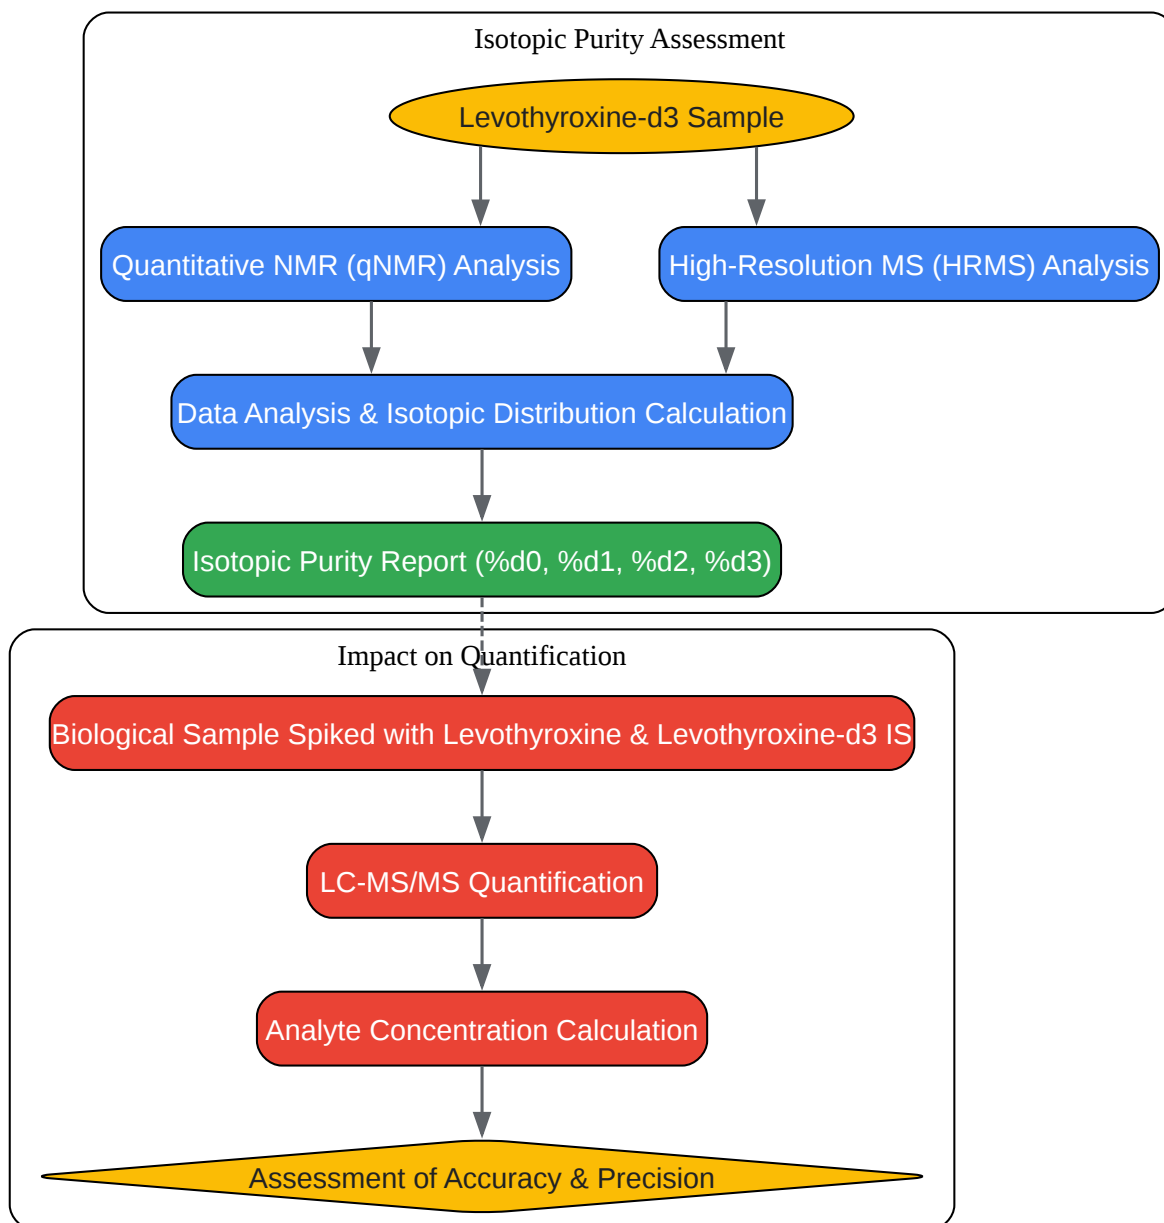 Isotopic Purity Assessment
Levothyroxine-d3 Sample
Quantitative NMR (qNMR) Analysis
High-Resolution MS (HRMS) Analysis
Data Analysis & Isotopic Distribution Calculation
Isotopic Purity Report (%d0, %d1, %d2, %d3)
Impact on Quantification
Biological Sample Spiked with Levothyroxine & Levothyroxine-d3 IS
LC-MS/MS Quantification
Analyte Concentration Calculation
Assessment of Accuracy & Precision